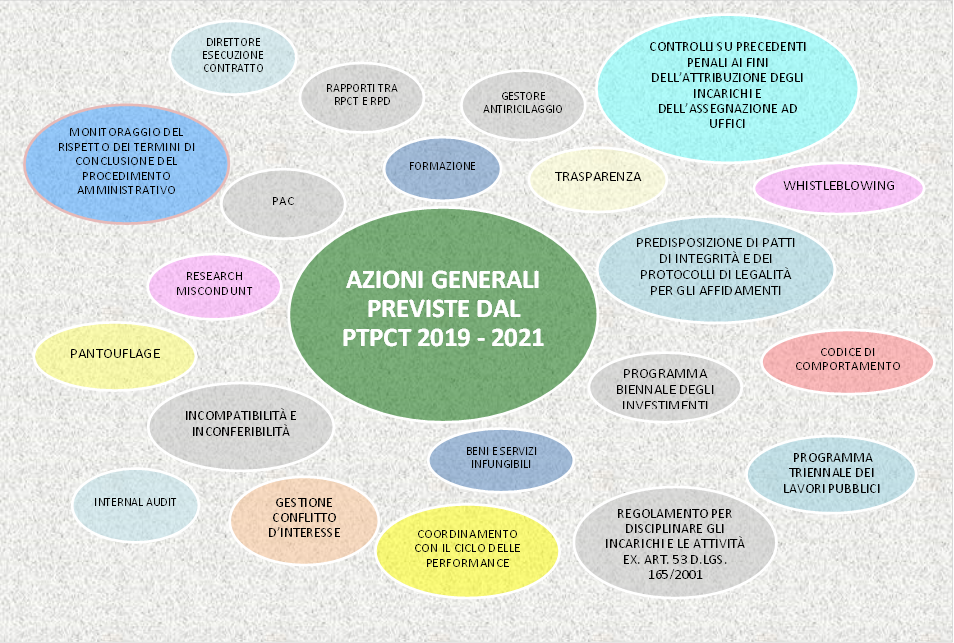 DIRETTORE
ESECUZIONE
CONTRATTO
RAPPORTI TRA
RPCT E RPD
GESTORE
ANTIRICILAGGIO
CONTROLLI SU PRECEDENTI
PENALI AI FINI
DELL'ATTRIBUZIONE DEGLI
INCARICHI E
DELL'ASSEGNAZIONE AD
UFFICI
MONITORAGGIO DEL
RISPETTO DEI TERMINI DI
CONCLUSIONE DEL
PROCEDIMENTO
AMMINISTRATIVO
FORMAZIONE
TRASPARENZA
WHISTLEBLOWING
PAC
PREDISPOSIZIONE DI PATTI
DI INTEGRITÀ E DEI
PROTOCOLLI DI LEGALITÀ
PER GLI AFFIDAMENTI
RESEARCH
MISCONDUNT
AZIONI GENERALI
PREVISTE DAL
PTPCT 2019 - 2021
PANTOUFLAGE
CODICE DI
COMPORTAMENTO
PROGRAMMA
BIENNALE DEGLI
INVESTIMENTI
INCOMPATIBILITÀ E
INCONFERIBILITÀ
BENI E SERVIZI
INFUNGIBILI
PROGRAMMA
TRIENNALE DEI
LAVORI PUBBLICI
INTERNAL AUDIT
GESTIONE
CONFLITTO
D'INTERESSE
COORDINAMENTO
CON IL CICLO DELLE
PERFORMANCE
REGOLAMENTO PER
DISCIPLINARE GLI
INCARICHI E LE ATTIVITÀ
EX. ART. 53 D.LGS.
165/2001